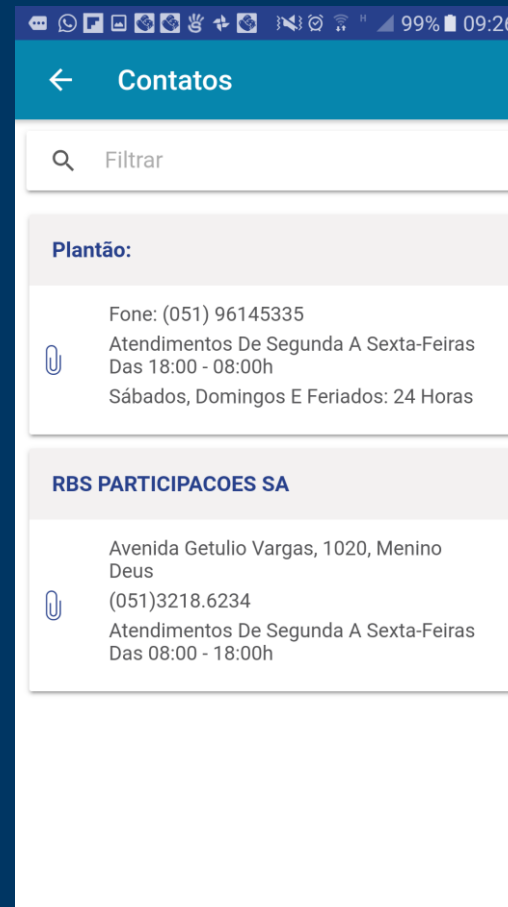 99% 09:26
Contatos
Filtrar
Plantão:
Fone: (051) 96145335
Atendimentos De Segunda A Sexta-Feiras
Das 18:00 - 08:00h
Sábados, Domingos E Feriados: 24 Horas
RBS PARTICIPACOES SA
Avenida Getulio Vargas, 1020, Menino
Deus
(051)3218.6234
Atendimentos De Segunda A Sexta-Feiras
Das 08:00 - 18:00h